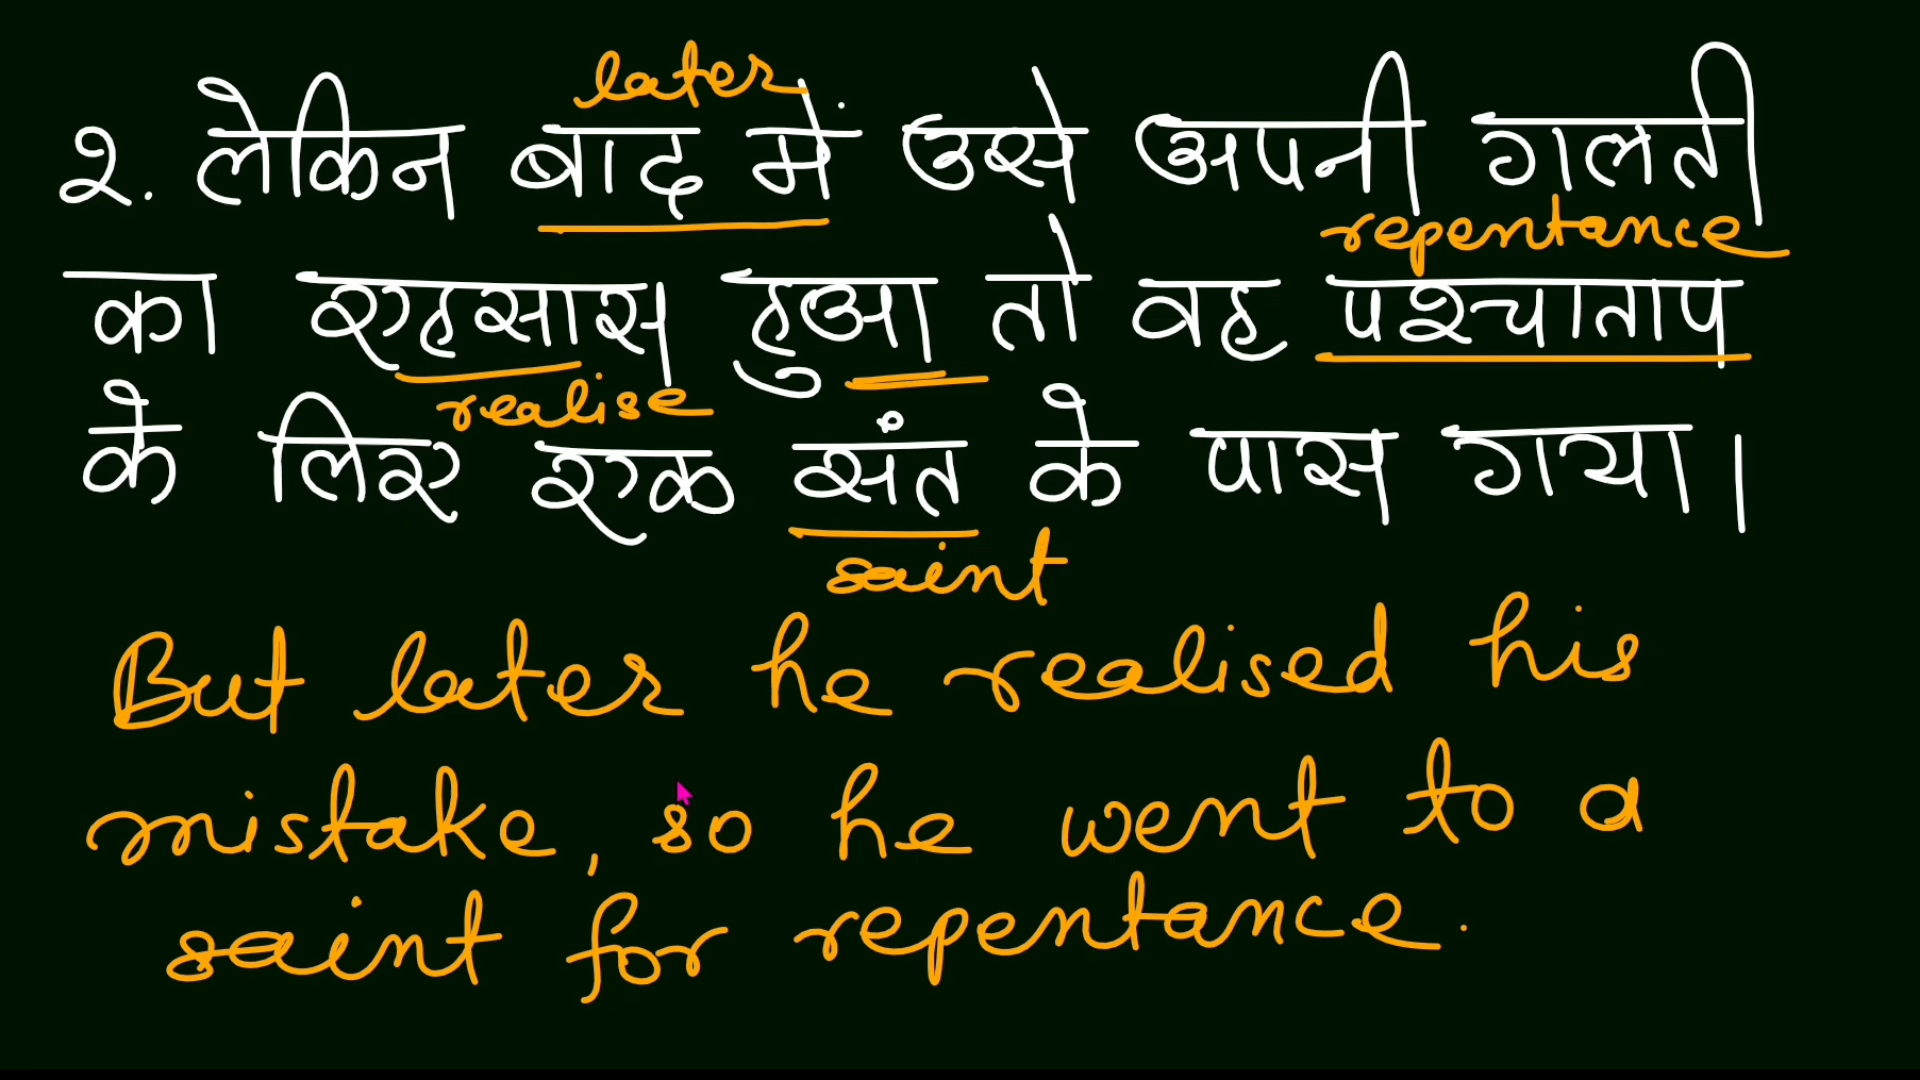 later
२. लेकिन बाद में उसे अपनी गलती
repentance
का एहसास हुआ तो वह पश्चाताप
realise
के लिए एक संत के पास गया।
saint
But later he realised his
mistake, so he went to a
saint for repentance.